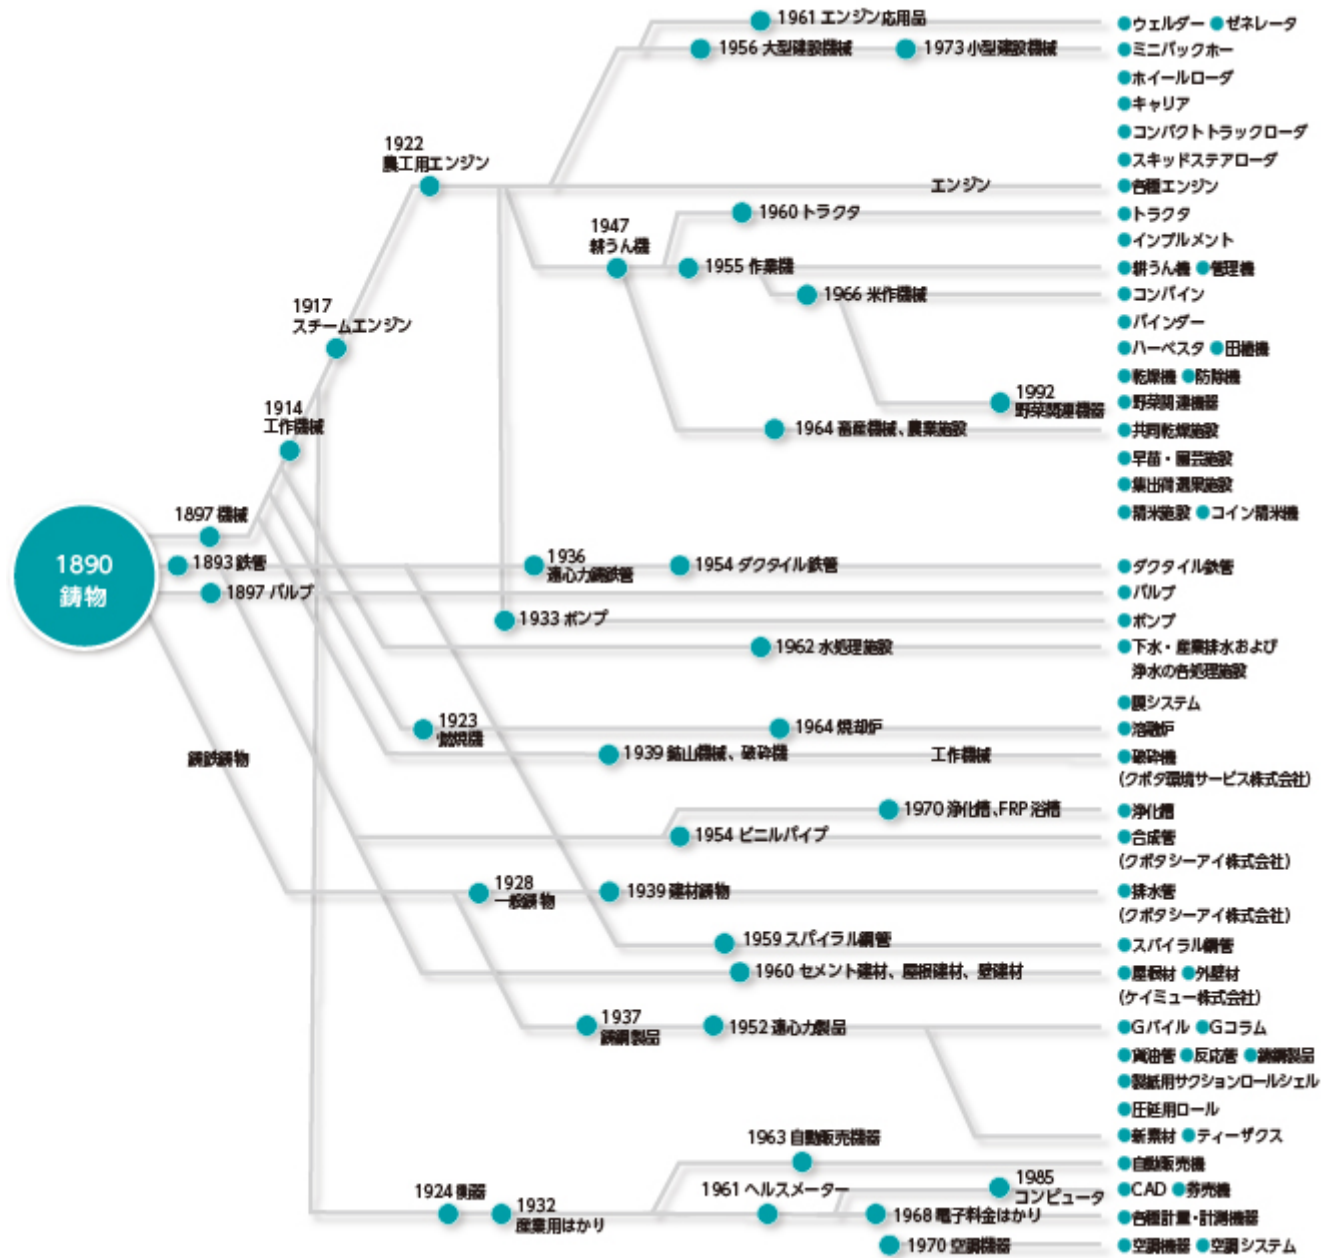 1961 エンジン応用品
●ウェルダー ●ゼネレータ
1956 大型建設機械
1973 小型建設機械
●ミニバックホー
●ホイールローダ
●キャリア
●コンパクトトラックローダ
●スキッドステアローダ
1922
農工用エンジン
エンジン
●各種エンジン
1960 トラクタ
●トラクタ
●インプルメント
1947
耕うん機
1955 作業機
●耕うん機 ●管理機
1966 米作機械
●コンバイン
●バインダー
●ハーベスタ ●田植機
●乾燥機 ●防除機
1992
野菜関連機器
●野菜関連機器
1964 畜産機械、農業施設
●共同乾燥施設
●早苗・園芸施設
●集出荷選果施設
●精米施設 ●コイン精米機
1917
スチームエンジン
1914
工作機械
1897 機械
1890
鋳物
1893 鉄管
1936
遠心力鋳鉄管
1954 ダクタイル鉄管
●ダクタイル鉄管
1897 バルブ
●バルブ
1933 ポンプ
●ポンプ
1962 水処理施設
●下水・産業排水および
浄水の各処理施設
●膜システム
1923
燃焼機
1964 焼却炉
●溶融炉
1939 鉱山機械、破砕機
工作機械
●破砕機
(クボタ環境サービス株式会社)
鋳鉄鋳物
1970 浄化槽、FRP 浴槽
●浄化槽
1954 ビニルパイプ
●合成管
(クボタシーアイ株式会社)
1928
一般鋳物
1939 建材鋳物
●排水管
(クボタシーアイ株式会社)
1959 スパイラル鋼管
●スパイラル鋼管
1960 セメント建材、屋根建材、壁建材
●屋根材 ●外壁材
(ケイミュー株式会社)
1937
鋳鋼製品
1952 遠心力製品
●Gパイル ●Gコラム
●貨油管 ●反応管 ●鋳鋼製品
●製紙用サクションロールシェル
●圧延用ロール
●新素材 ●ティーザクス
1963 自動販売機器
●自動販売機
1924 衡器
1932
産業用はかり
1961 ヘルスメーター
1985
コンピュータ
●CAD ●券売機
1968 電子料金はかり
●各種計量・計測機器
1970 空調機器
●空調機器 ●空調システム